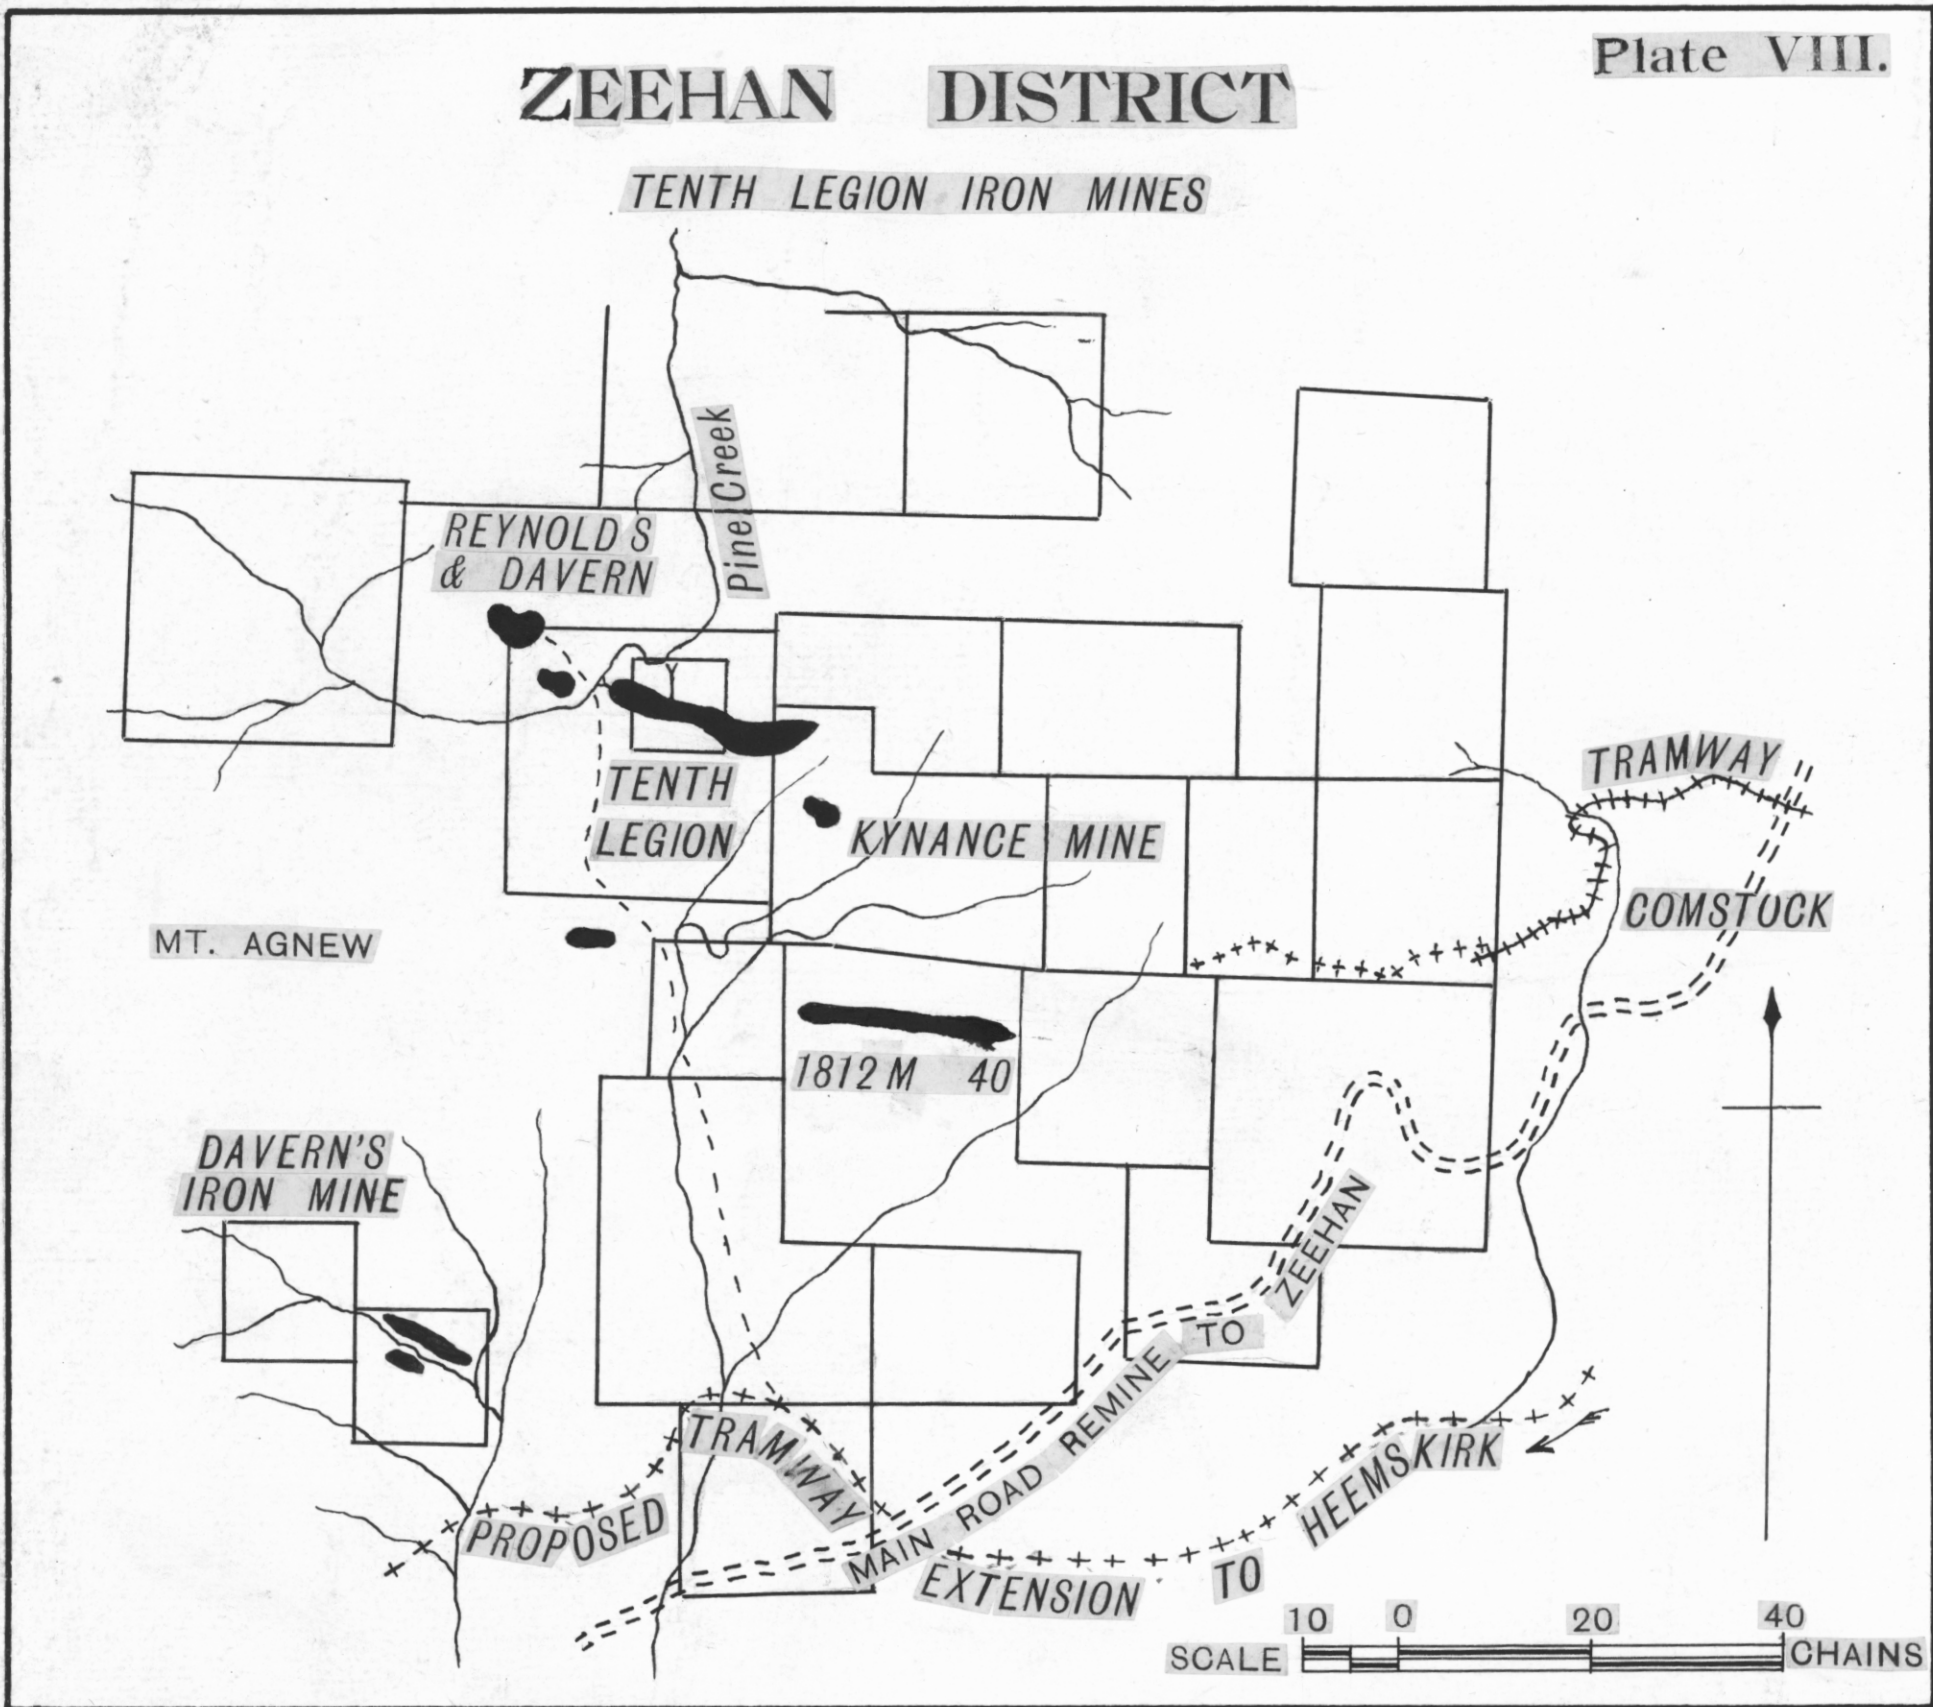 Plate VIII.
ZEEHAN DISTRICT
TENTH LEGION IRON MINES
Pine Creek
REYNOLDS
& DAVERN
TENTH
LEGION
KYNANCE MINE
TRAMWAY
COMSTOCK
MT. AGNEW
1812 M 40
DAVERN'S
IRON MINE
ZEEHAN
TO
MAIN ROAD REMINE
TRAMWAY
PROPOSED
EXTENSION TO HEEMSKIRK
10 0 20 40
SCALE CHAINS